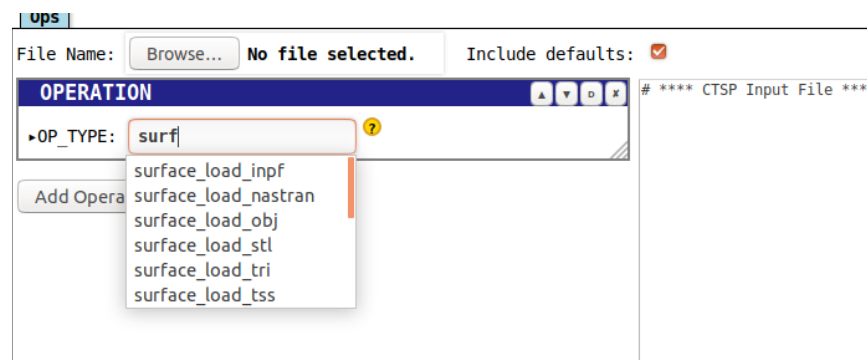 Ops
File Name: Browse... No file selected. Include defaults:
OPERATION
▲ ▼ D X
# **** CTSP Input File ***
▸OP_TYPE: surf ?
surface_load_inpf
Add Opera surface_load_nastran
surface_load_obj
surface_load_stl
surface_load_tri
surface_load_tss